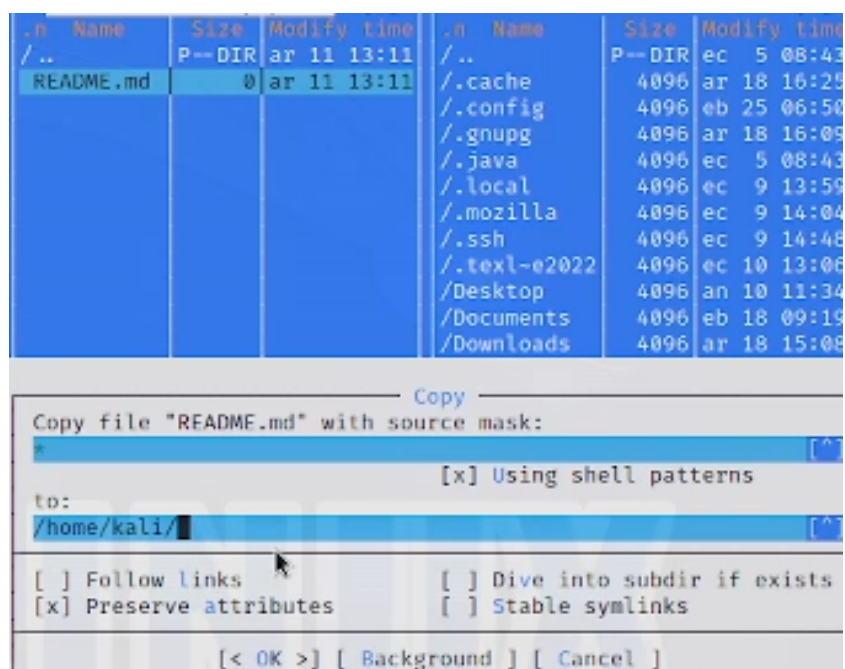 .n Name Size Modify time
/.. P--DIR ar 11 13:11
README.md 0 ar 11 13:11
.n Name Size Modify time
/.. P--DIR ec 5 08:43
/.cache 4096 ar 18 16:25
/.config 4096 eb 25 06:50
/.gnupg 4096 ar 18 16:09
/.java 4096 ec 5 08:43
/.local 4096 ec 9 13:59
/.mozilla 4096 ec 9 14:04
/.ssh 4096 ec 9 14:48
/.texl~e2022 4096 ec 10 13:06
/Desktop 4096 an 10 11:34
/Documents 4096 eb 18 09:19
/Downloads 4096 ar 18 15:08
Copy
Copy file "README.md" with source mask:
* [^]
[x] Using shell patterns
to:
/home/kali/ [^]
[ ] Follow links
[x] Preserve attributes
[ ] Dive into subdir if exists
[ ] Stable symlinks
[< OK >] [ Background ] [ Cancel ]